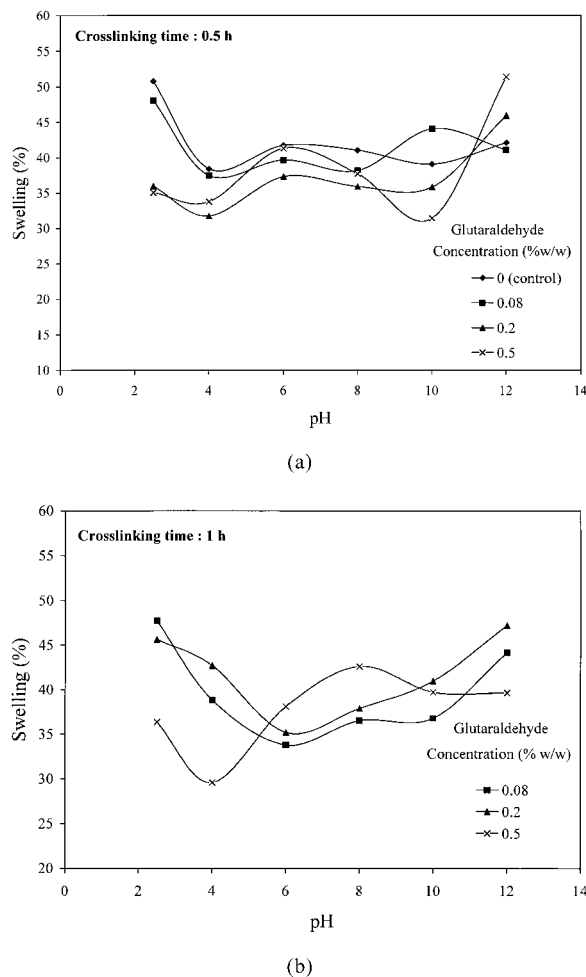 60
55
50
45
40
35
30
25
20
15
10
Swelling (%)
Crosslinking time : 0.5 h
Glutaraldehyde
Concentration (%w/w)
0 (control)
0.08
0.2
0.5
0 2 4 6 8 10 12 14
pH
(a)
60
55
50
45
40
35
30
25
20
Swelling (%)
Crosslinking time : 1 h
Glutaraldehyde
Concentration (% w/w)
0.08
0.2
0.5
0 2 4 6 8 10 12 14
pH
(b)